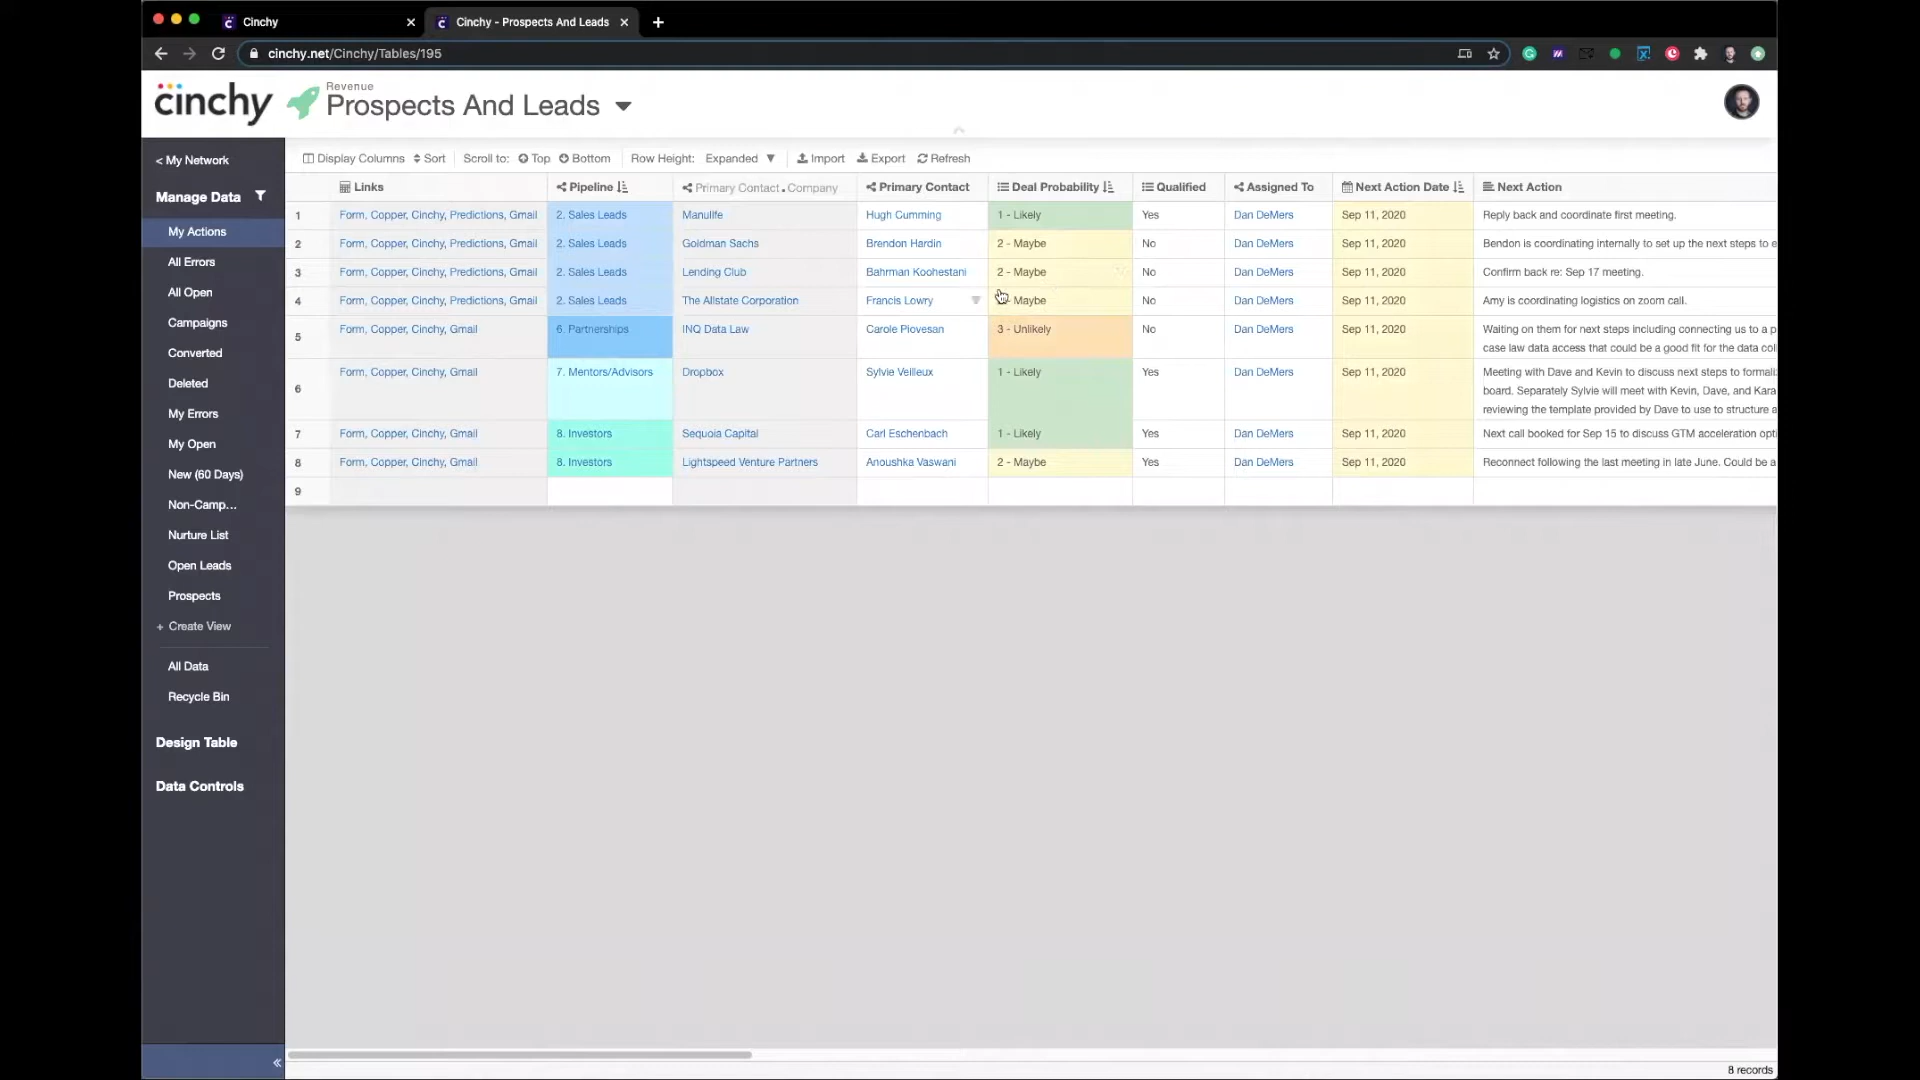 Cinchy
Cinchy - Prospects And Leads
cinchy.net/Cinchy/Tables/195
cinchy
Revenue
Prospects And Leads
< My Network
Manage Data
My Actions
All Errors
All Open
Campaigns
Converted
Deleted
My Errors
My Open
New (60 Days)
Non-Camp...
Nurture List
Open Leads
Prospects
+ Create View
All Data
Recycle Bin
Design Table
Data Controls
Display Columns Sort Scroll to: Top Bottom Row Height: Expanded Import Export Refresh
Links Pipeline Primary Contact . Company Primary Contact Deal Probability Qualified Assigned To Next Action Date Next Action
1 Form, Copper, Cinchy, Predictions, Gmail 2. Sales Leads Manulife Hugh Cumming 1 - Likely Yes Dan DeMers Sep 11, 2020 Reply back and coordinate first meeting.
2 Form, Copper, Cinchy, Predictions, Gmail 2. Sales Leads Goldman Sachs Brendon Hardin 2 - Maybe No Dan DeMers Sep 11, 2020 Bendon is coordinating internally to set up the next steps to e
3 Form, Copper, Cinchy, Predictions, Gmail 2. Sales Leads Lending Club Bahrman Koohestani 2 - Maybe No Dan DeMers Sep 11, 2020 Confirm back re: Sep 17 meeting.
4 Form, Copper, Cinchy, Predictions, Gmail 2. Sales Leads The Allstate Corporation Francis Lowry Maybe No Dan DeMers Sep 11, 2020 Amy is coordinating logistics on zoom call.
5 Form, Copper, Cinchy, Gmail 6. Partnerships INQ Data Law Carole Piovesan 3 - Unlikely No Dan DeMers Sep 11, 2020 Waiting on them for next steps including connecting us to a p
case law data access that could be a good fit for the data coll
6 Form, Copper, Cinchy, Gmail 7. Mentors/Advisors Dropbox Sylvie Veilleux 1 - Likely Yes Dan DeMers Sep 11, 2020 Meeting with Dave and Kevin to discuss next steps to formaliz
board. Separately Sylvie will meet with Kevin, Dave, and Kara
reviewing the template provided by Dave to use to structure a
7 Form, Copper, Cinchy, Gmail 8. Investors Sequoia Capital Carl Eschenbach 1 - Likely Yes Dan DeMers Sep 11, 2020 Next call booked for Sep 15 to discuss GTM acceleration opti
8 Form, Copper, Cinchy, Gmail 8. Investors Lightspeed Venture Partners Anoushka Vaswani 2 - Maybe Yes Dan DeMers Sep 11, 2020 Reconnect following the last meeting in late June. Could be a
9
8 records